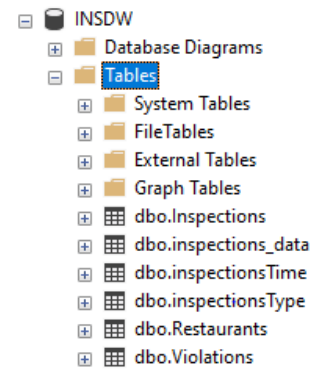 INSDW
Database Diagrams
Tables
System Tables
FileTables
External Tables
Graph Tables
dbo.Inspections
dbo.inspections_data
dbo.inspectionsTime
dbo.inspectionsType
dbo.Restaurants
dbo.Violations